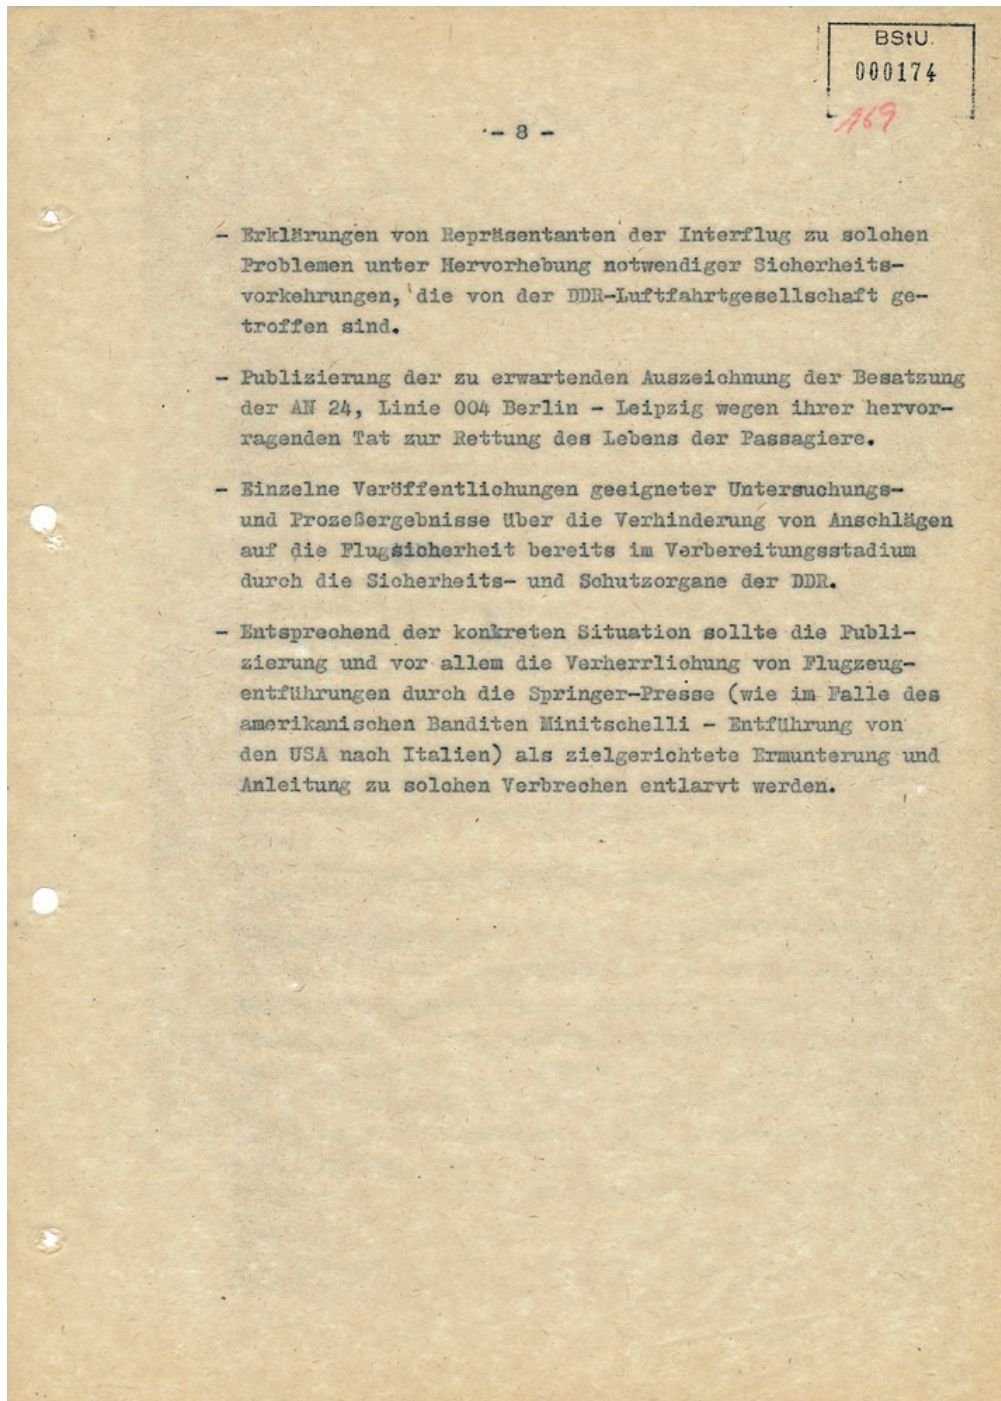 BStU.
000174
169
- 8 -
- Erklärungen von Repräsentanten der Interflug zu solchen
Problemen unter Hervorhebung notwendiger Sicherheits-
vorkehrungen, die von der DDR-Luftfahrtgesellschaft ge-
troffen sind.
- Publizierung der zu erwartenden Auszeichnung der Besatzung
der AN 24, Linie 004 Berlin - Leipzig wegen ihrer hervor-
ragenden Tat zur Rettung des Lebens der Passagiere.
- Einzelne Veröffentlichungen geeigneter Untersuchungs-
und Prozeßergebnisse über die Verhinderung von Anschlägen
auf die Flugsicherheit bereits im Vorbereitungsstadium
durch die Sicherheits- und Schutzorgane der DDR.
- Entsprechend der konkreten Situation sollte die Publi-
zierung und vor allem die Verherrlichung von Flugzeug-
entführungen durch die Springer-Presse (wie im Falle des
amerikanischen Banditen Minitschelli - Entführung von
den USA nach Italien) als zielgerichtete Ermunterung und
Anleitung zu solchen Verbrechen entlarvt werden.